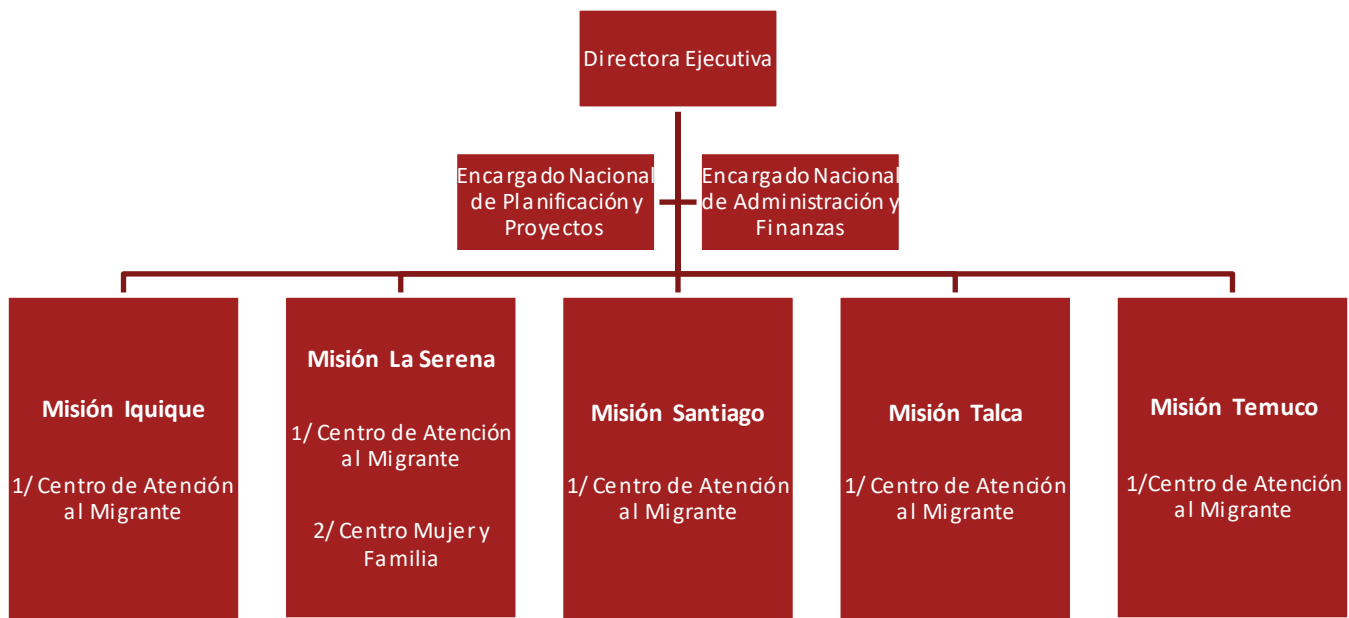 Directora Ejecutiva
Encargado Nacional
de Planificación y
Proyectos
Encargado Nacional
de Administración y
Finanzas
Misión Iquique
1/ Centro de Atención
al Migrante
Misión La Serena
1/ Centro de Atención
al Migrante
2/ Centro Mujer y
Familia
Misión Santiago
1/ Centro de Atención
al Migrante
Misión Talca
1/ Centro de Atención
al Migrante
Misión Temuco
1/Centro de Atención
al Migrante